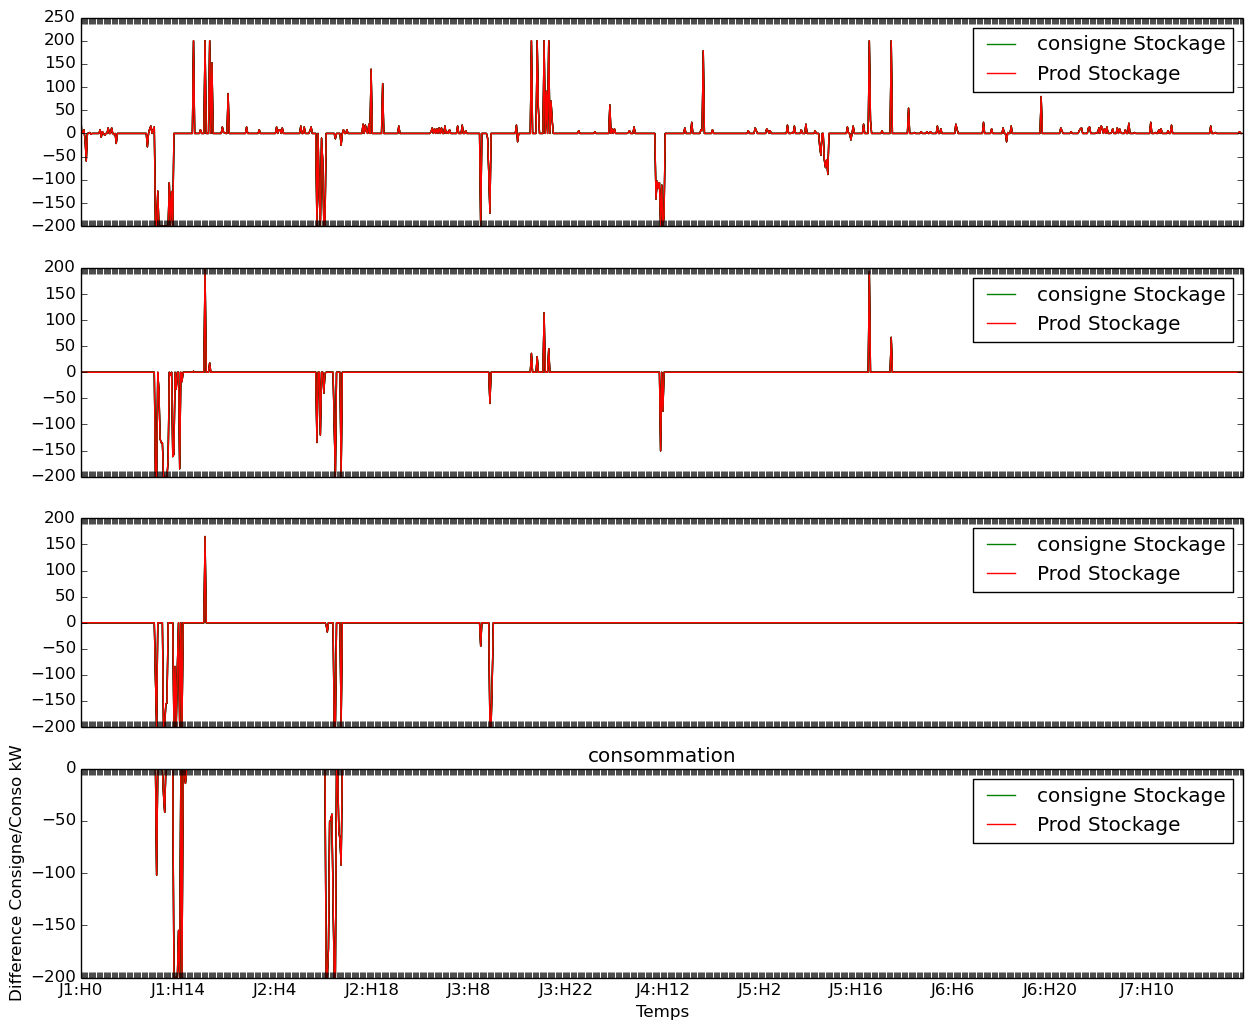 250
200
150
100
50
0
−50
−100
−150
−200
consigne Stockage
Prod Stockage
200
150
100
50
0
−50
−100
−150
−200
consigne Stockage
Prod Stockage
200
150
100
50
0
−50
−100
−150
−200
consigne Stockage
Prod Stockage
consommation
0
−50
−100
−150
−200
consigne Stockage
Prod Stockage
Difference Consigne/Conso kW
J1:H0 J1:H14 J2:H4 J2:H18 J3:H8 J3:H22 J4:H12 J5:H2 J5:H16 J6:H6 J6:H20 J7:H10
Temps